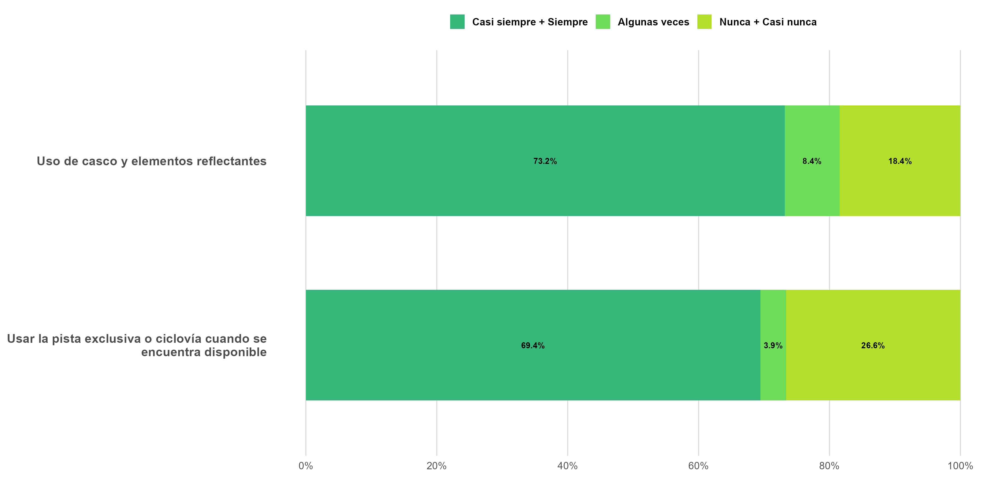 Casi siempre + Siempre Algunas veces Nunca + Casi nunca
Uso de casco y elementos reflectantes
73.2% 8.4% 18.4%
Usar la pista exclusiva o ciclovía cuando se
encuentra disponible
69.4% 3.9% 26.6%
0% 20% 40% 60% 80% 100%